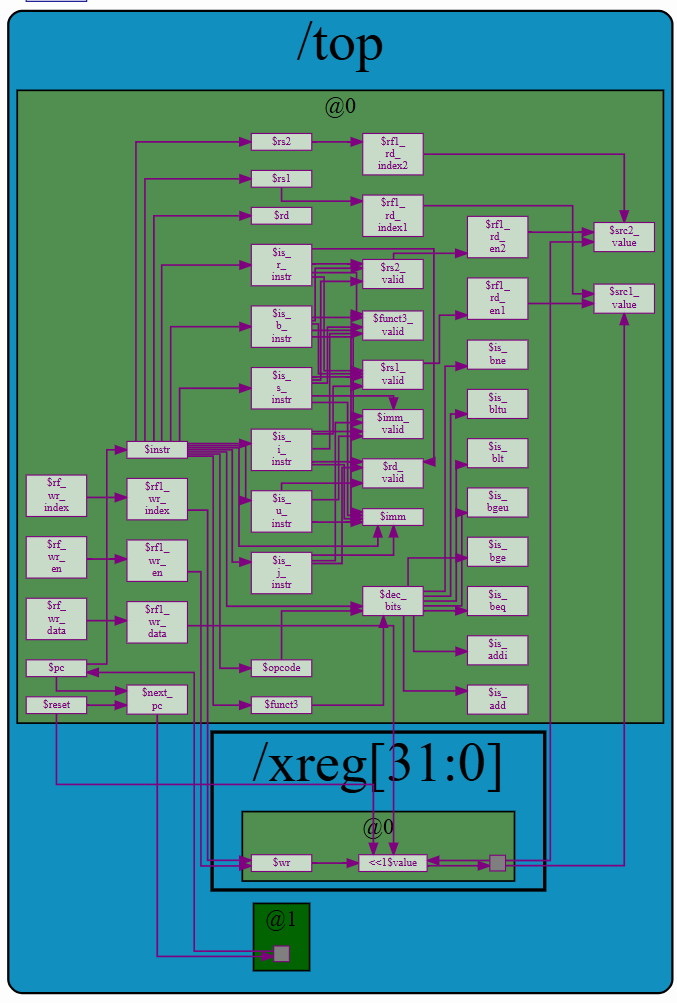 /top
@0
$rs2
$rf1_
rd_
index2
$rs1
$rf1_
rd_
index1
$rd
$rf1_
rd_
en2
$src2_
value
$is_
r_
instr
$rs2_
valid
$rf1_
rd_
en1
$src1_
value
$is_
b_
instr
$funct3_
valid
$is_
bne
$is_
s_
instr
$rs1_
valid
$is_
bltu
$imm_
valid
$instr
$is_
i_
instr
$is_
blt
$rd_
valid
$rf_
wr_
index
$rf1_
wr_
index
$is_
u_
instr
$is_
bgeu
$imm
$rf_
wr_
en
$rf1_
wr_
en
$is_
j_
instr
$is_
bge
$dec_
bits
$is_
beq
$rf_
wr_
data
$rf1_
wr_
data
$is_
addi
$pc
$opcode
$is_
add
$reset
$next_
pc
$funct3
/xreg[31:0]
@0
$wr
<<1$value
@1